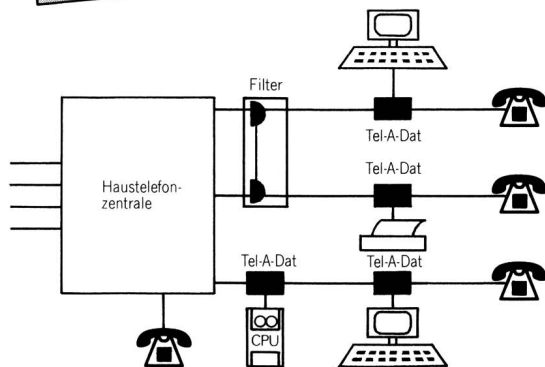 Filter
Tel-A-Dat
Tel-A-Dat
Haustelefon-
zentrale
Tel-A-Dat
Tel-A-Dat
CPU